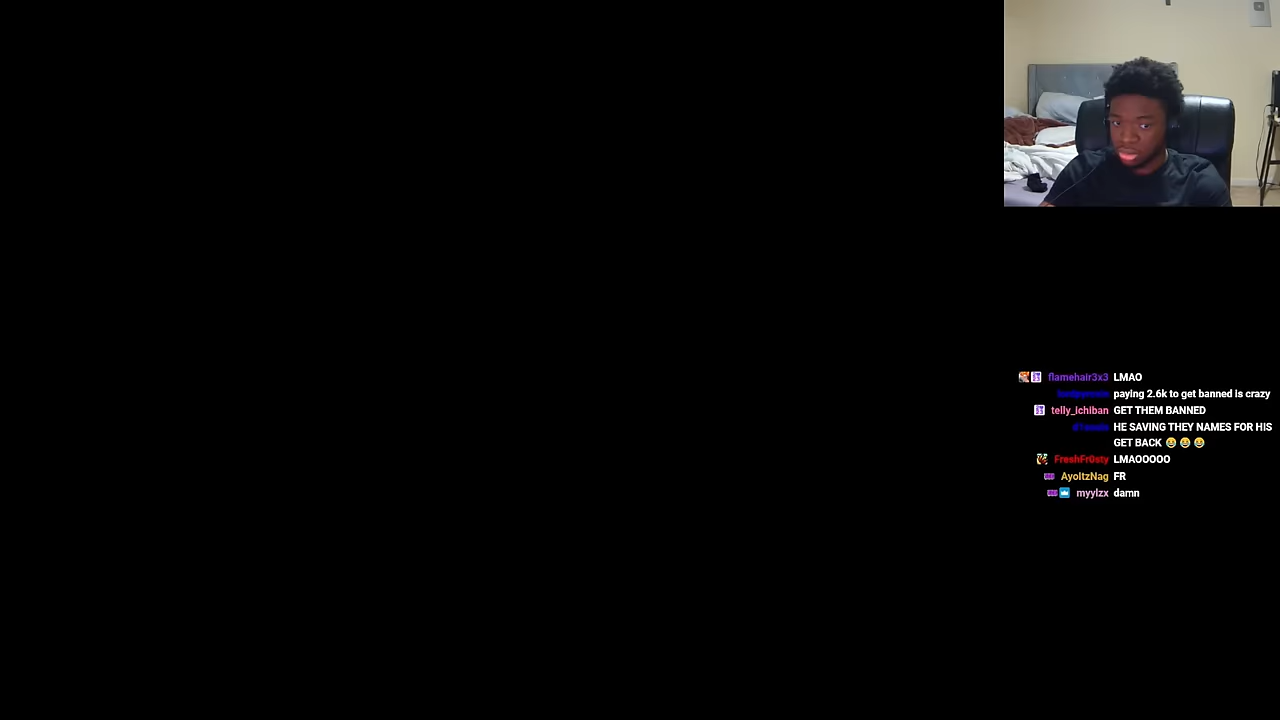 flamehair3x3 LMAO
paying 2.6k to get banned is crazy
telly_ichiban GET THEM BANNED
HE SAVING THEY NAMES FOR HIS
GET BACK 😂 😂 😂
FreshFr0sty LMAOOOOO
AyoItzNag FR
myylzx damn